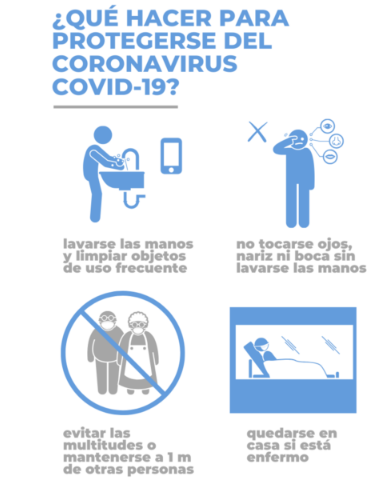 ¿QUÉ HACER PARA
PROTEGERSE DEL
CORONAVIRUS
COVID-19?
lavarse las manos
y limpiar objetos
de uso frecuente
no tocarse ojos,
nariz ni boca sin
lavarse las manos
evitar las
multitudes o
mantenerse a 1 m
de otras personas
quedarse en
casa si está
enfermo